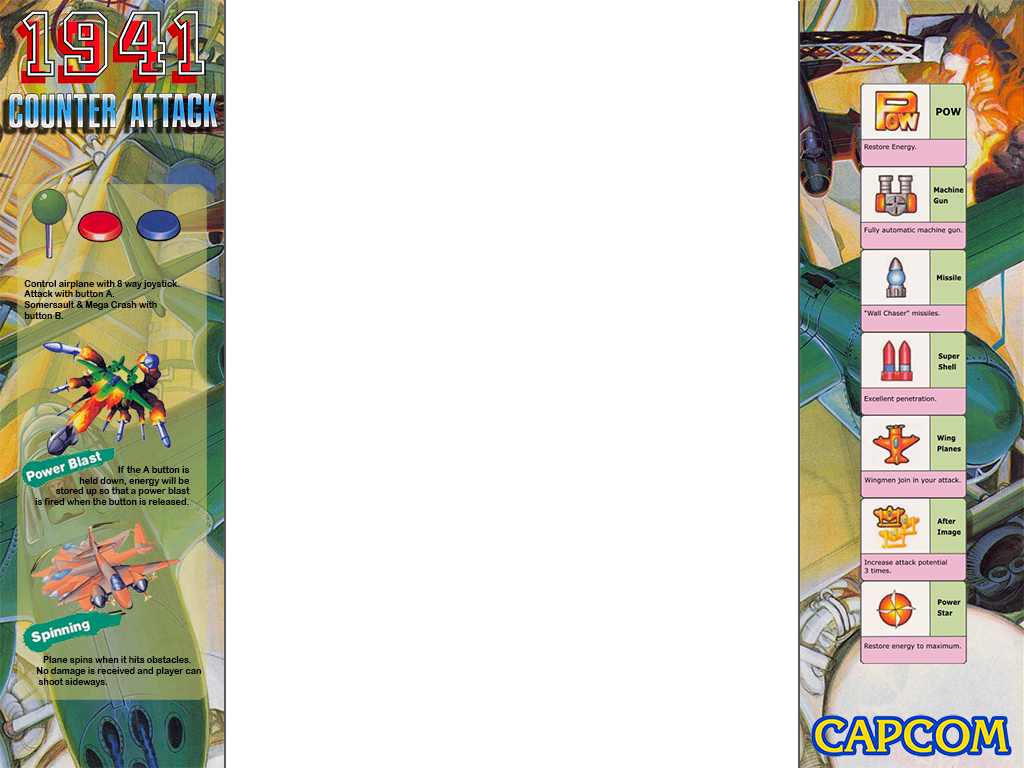 1941
COUNTER ATTACK
Control airplane with 8 way joystick.
Attack with button A.
Somersault & Mega Crash with
button B.
Power Blast
If the A button is
held down, energy will be
stored up so that a power blast
is fired when the button is released.
Spinning
Plane spins when it hits obstacles.
No damage is received and player can
shoot sideways.
POW
POW
Restore Energy.
Machine
Gun
Fully automatic machine gun.
Missile
"Wall Chaser" missiles.
Super
Shell
Excellent penetration.
Wing
Planes
Wingmen join in your attack.
After
Image
Increase attack potential
3 times.
Power
Star
Restore energy to maximum.
CAPCOM